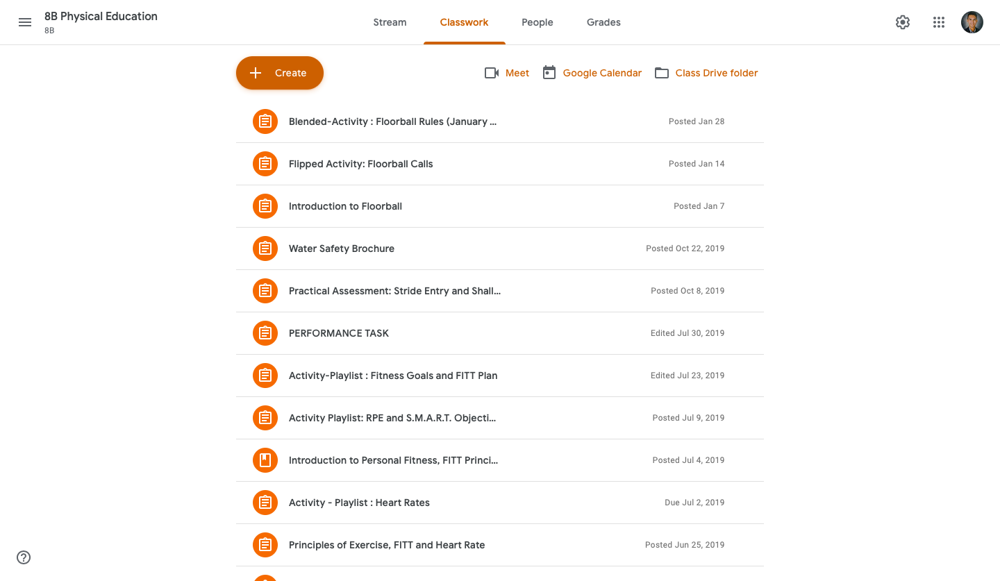 8B Physical Education
8B
Stream
Classwork
People
Grades
Create
Meet
Google Calendar
Class Drive folder
Blended-Activity : Floorball Rules (January ...
Posted Jan 28
Flipped Activity: Floorball Calls
Posted Jan 14
Introduction to Floorball
Posted Jan 7
Water Safety Brochure
Posted Oct 22, 2019
Practical Assessment: Stride Entry and Shall...
Posted Oct 8, 2019
PERFORMANCE TASK
Edited Jul 30, 2019
Activity-Playlist : Fitness Goals and FITT Plan
Edited Jul 23, 2019
Activity Playlist: RPE and S.M.A.R.T. Objecti...
Posted Jul 9, 2019
Introduction to Personal Fitness, FITT Princi...
Posted Jul 4, 2019
Activity - Playlist : Heart Rates
Due Jul 2, 2019
Principles of Exercise, FITT and Heart Rate
Posted Jun 25, 2019